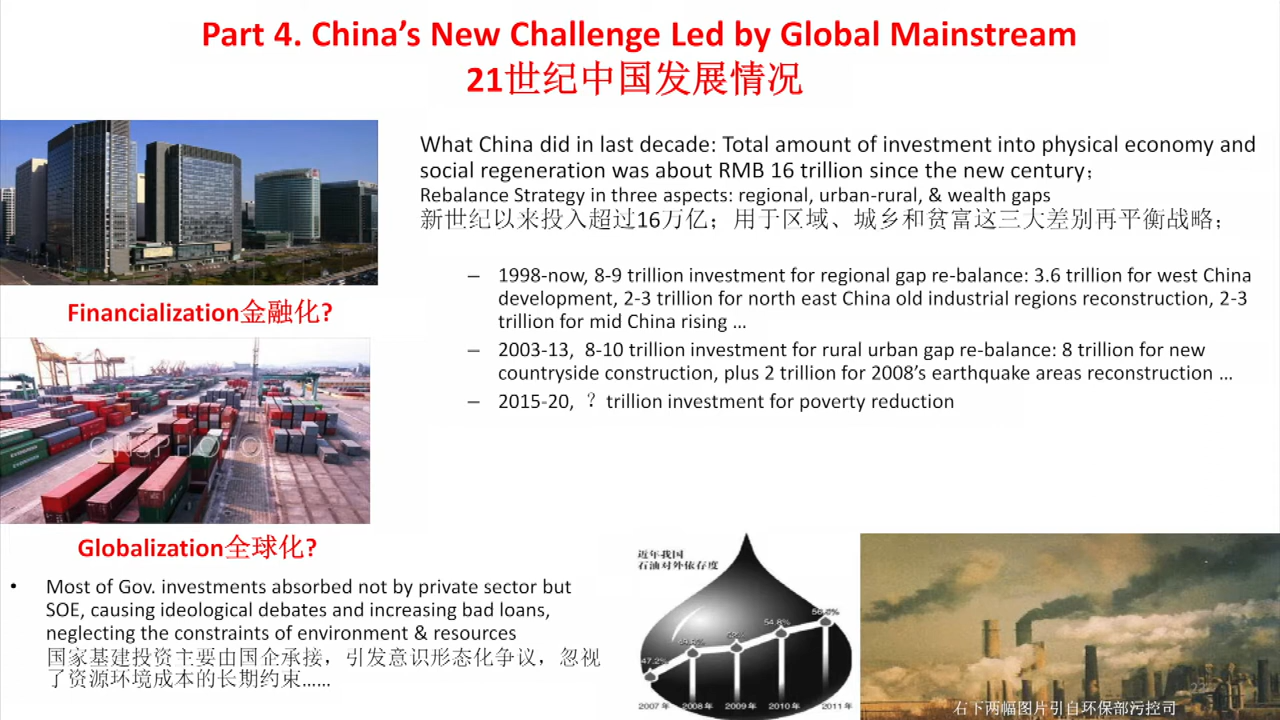 Part 4. China's New Challenge Led by Global Mainstream
21世纪中国发展情况
What China did in last decade: Total amount of investment into physical economy and
social regeneration was about RMB 16 trillion since the new century；
Rebalance Strategy in three aspects: regional, urban-rural, & wealth gaps
新世纪以来投入超过16万亿；用于区域、城乡和贫富这三大差别再平衡战略；
– 1998-now, 8-9 trillion investment for regional gap re-balance: 3.6 trillion for west China
development, 2-3 trillion for north east China old industrial regions reconstruction, 2-3
trillion for mid China rising …
– 2003-13, 8-10 trillion investment for rural urban gap re-balance: 8 trillion for new
countryside construction, plus 2 trillion for 2008's earthquake areas reconstruction …
– 2015-20, ？trillion investment for poverty reduction
Financialization金融化?
CNSPHOTO
EVERGREEN
Globalization全球化?
• Most of Gov. investments absorbed not by private sector but
SOE, causing ideological debates and increasing bad loans,
neglecting the constraints of environment & resources
国家基建投资主要由国企承接，引发意识形态化争议，忽视
了资源环境成本的长期约束……
近年我国
石油对外依存度
47.2%
54.8%
2007年 2008年 2009年 2010年 2011年
22
右下两幅图片引自环保部污控司